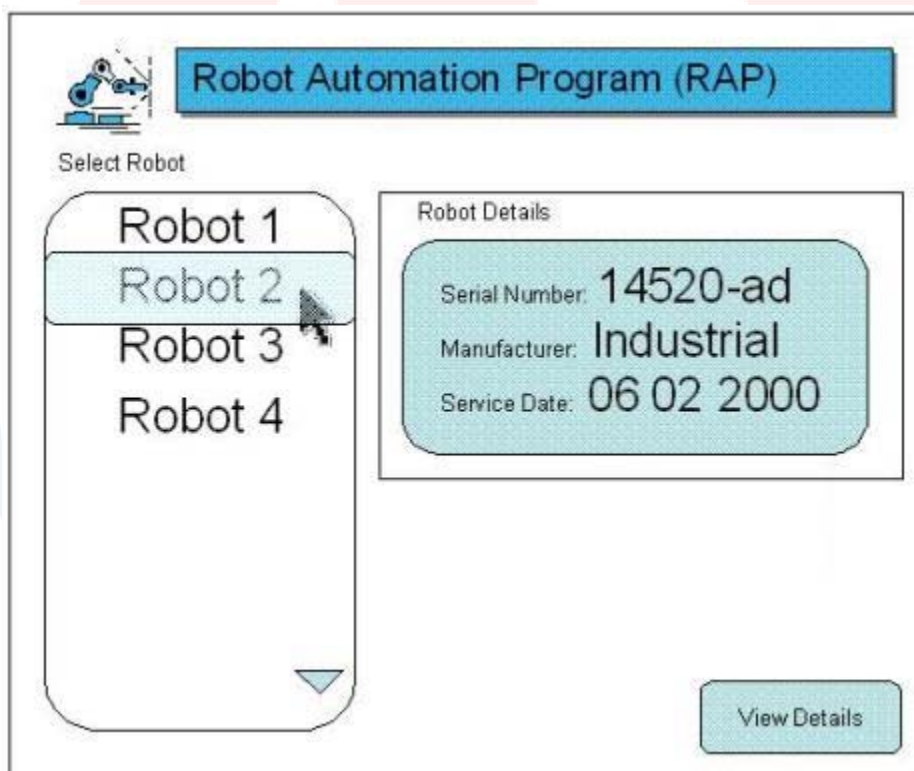 Robot Automation Program (RAP)
Select Robot
Robot 1
Robot 2
Robot 3
Robot 4
Robot Details
Serial Number: 14520-ad
Manufacturer: Industrial
Service Date: 06 02 2000
View Details